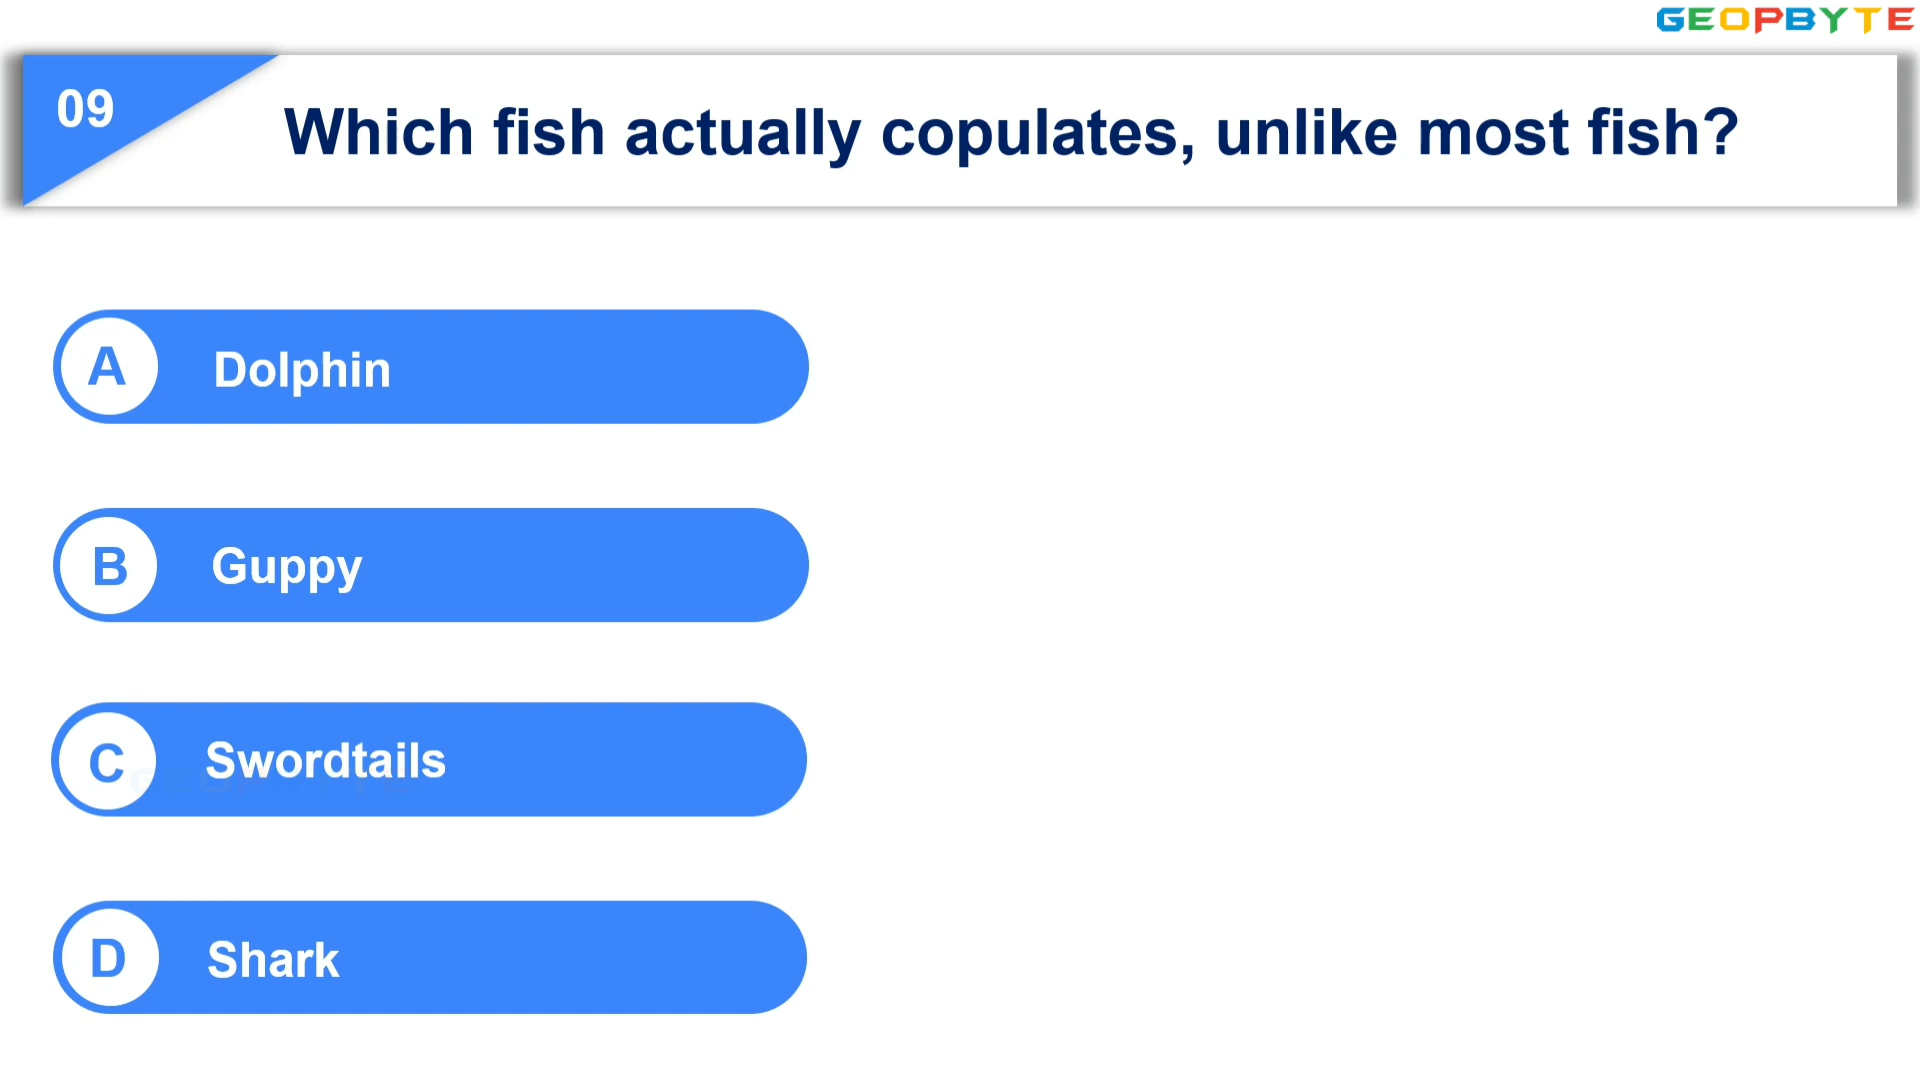 GEOPBYTE
09
Which fish actually copulates, unlike most fish?
A Dolphin
B Guppy
C Swordtails
D Shark